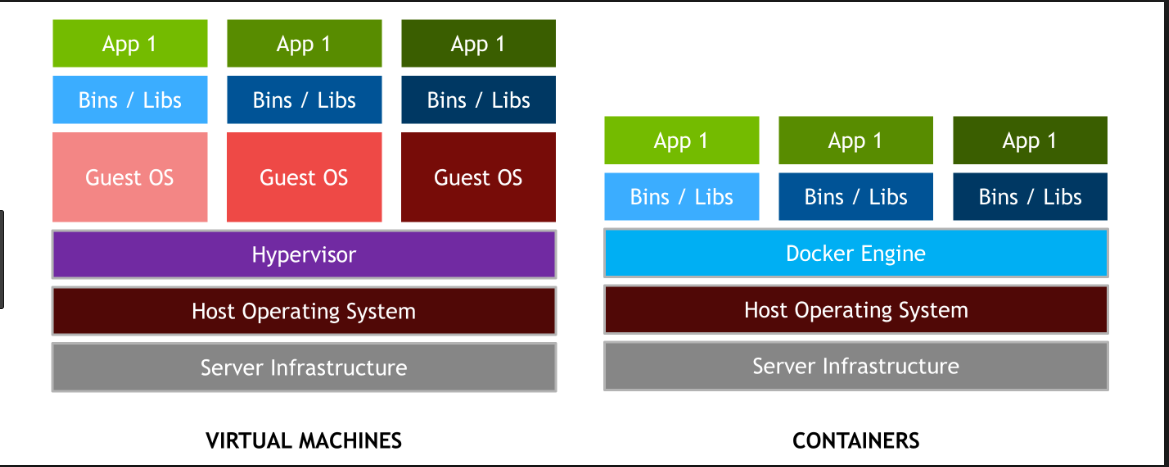 App 1
App 1
App 1
Bins / Libs
Bins / Libs
Bins / Libs
Guest OS
Guest OS
Guest OS
Hypervisor
Host Operating System
Server Infrastructure
VIRTUAL MACHINES
App 1
App 1
App 1
Bins / Libs
Bins / Libs
Bins / Libs
Docker Engine
Host Operating System
Server Infrastructure
CONTAINERS